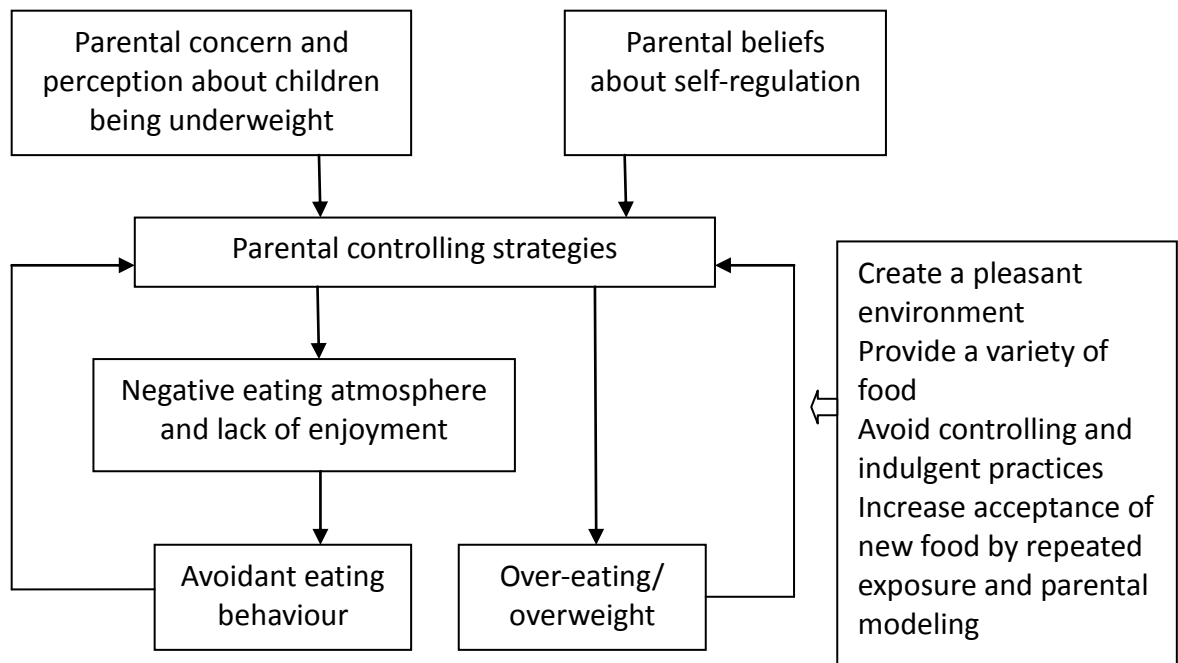 Parental concern and
perception about children
being underweight
Parental beliefs
about self-regulation
Parental controlling strategies
Negative eating atmosphere
and lack of enjoyment
Avoidant eating
behaviour
Over-eating/
overweight
Create a pleasant
environment
Provide a variety of
food
Avoid controlling and
indulgent practices
Increase acceptance of
new food by repeated
exposure and parental
modeling